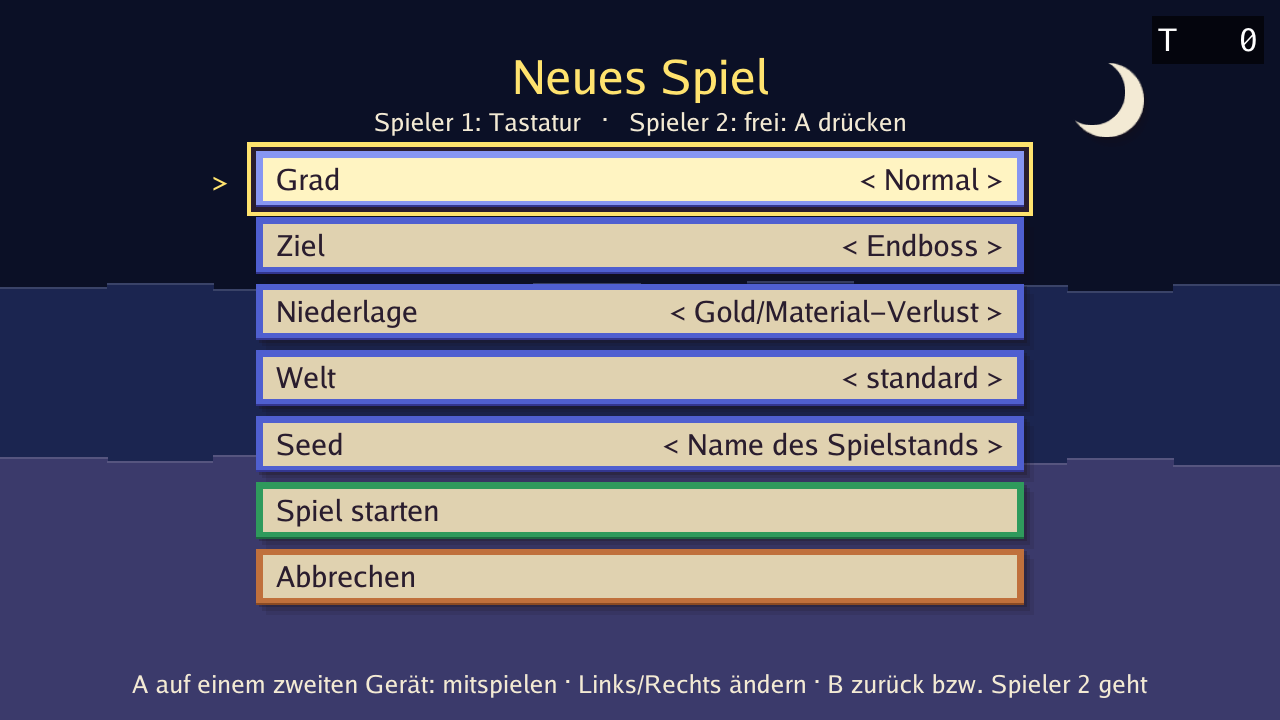 T 0
Neues Spiel
Spieler 1: Tastatur · Spieler 2: frei: A drücken
> Grad < Normal >
Ziel < Endboss >
Niederlage < Gold/Material–Verlust >
Welt < standard >
Seed < Name des Spielstands >
Spiel starten
Abbrechen
A auf einem zweiten Gerät: mitspielen · Links/Rechts ändern · B zurück bzw. Spieler 2 geht